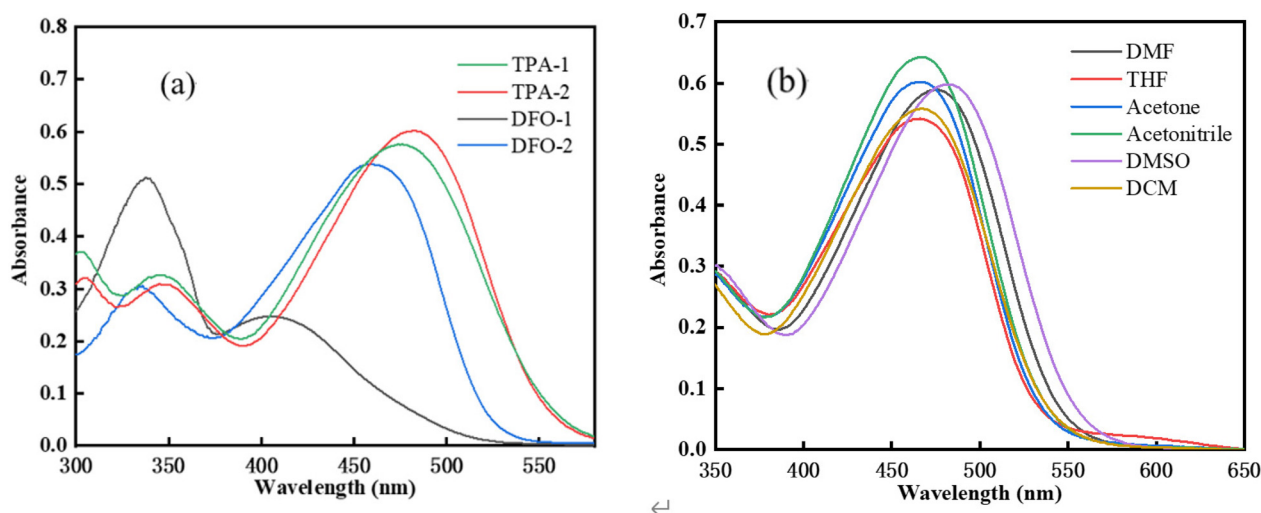 (a)
TPA-1
TPA-2
DFO-1
DFO-2
Absorbance
0.8
0.7
0.6
0.5
0.4
0.3
0.2
0.1
0.0
300 350 400 450 500 550
Wavelength (nm)
(b)
DMF
THF
Acetone
Acetonitrile
DMSO
DCM
Absorbance
0.7
0.6
0.5
0.4
0.3
0.2
0.1
0.0
350 400 450 500 550 600 650
Wavelength (nm)
↵